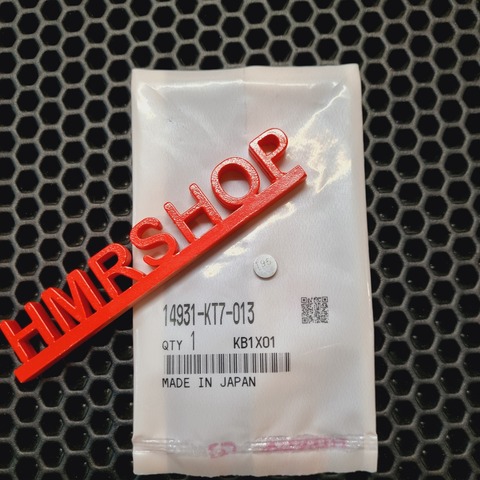 HMRSHOP
14931-KT7-013
QTY 1 KB1X01
MADE IN JAPAN